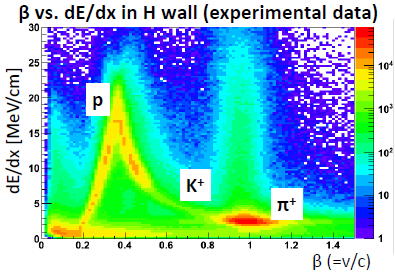 β vs. dE/dx in H wall (experimental data)
dE/dx [MeV/cm]
30
25
20
15
10
5
0
p
K⁺
π⁺
10⁴
10³
10²
10
1
0 0.2 0.4 0.6 0.8 1 1.2 1.4
β (=v/c)